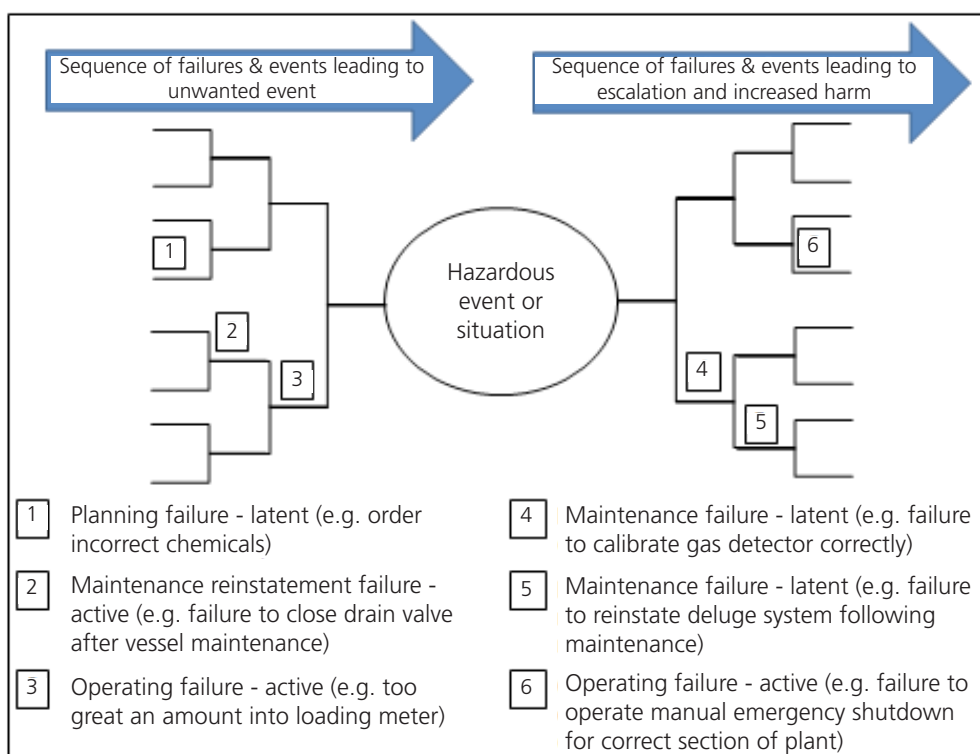 Sequence of failures & events leading to
unwanted event
Sequence of failures & events leading to
escalation and increased harm
1
2
3
Hazardous
event or
situation
4
5
6
1 Planning failure - latent (e.g. order
incorrect chemicals)
2 Maintenance reinstatement failure -
active (e.g. failure to close drain valve
after vessel maintenance)
3 Operating failure - active (e.g. too
great an amount into loading meter)
4 Maintenance failure - latent (e.g. failure
to calibrate gas detector correctly)
5 Maintenance failure - latent (e.g. failure
to reinstate deluge system following
maintenance)
6 Operating failure - active (e.g. failure to
operate manual emergency shutdown
for correct section of plant)